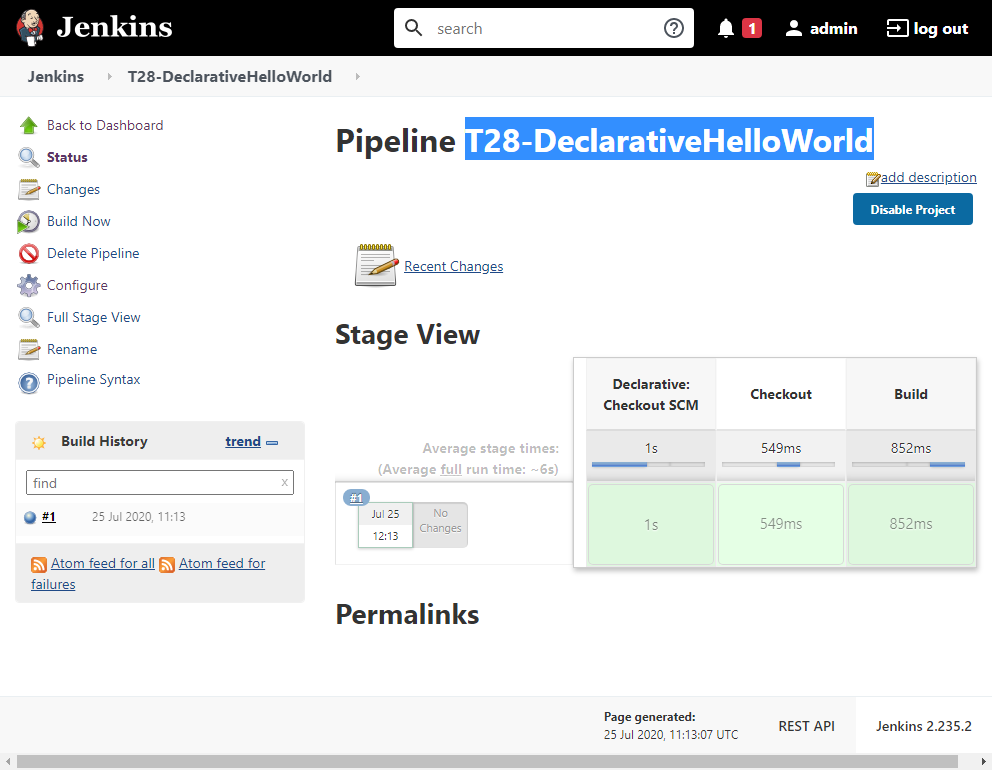 Jenkins
search
1
admin
log out
Jenkins
T28-DeclarativeHelloWorld
Back to Dashboard
Status
Changes
Build Now
Delete Pipeline
Configure
Full Stage View
Rename
Pipeline Syntax
Build History
trend
find
x
#1
25 Jul 2020, 11:13
Atom feed for all
Atom feed for
failures
Pipeline T28-DeclarativeHelloWorld
add description
Disable Project
Recent Changes
Stage View
Declarative:
Checkout SCM
Checkout
Build
Average stage times:
(Average full run time: ~6s)
1s
549ms
852ms
#1
Jul 25
12:13
No
Changes
1s
549ms
852ms
Permalinks
Page generated:
25 Jul 2020, 11:13:07 UTC
REST API
Jenkins 2.235.2